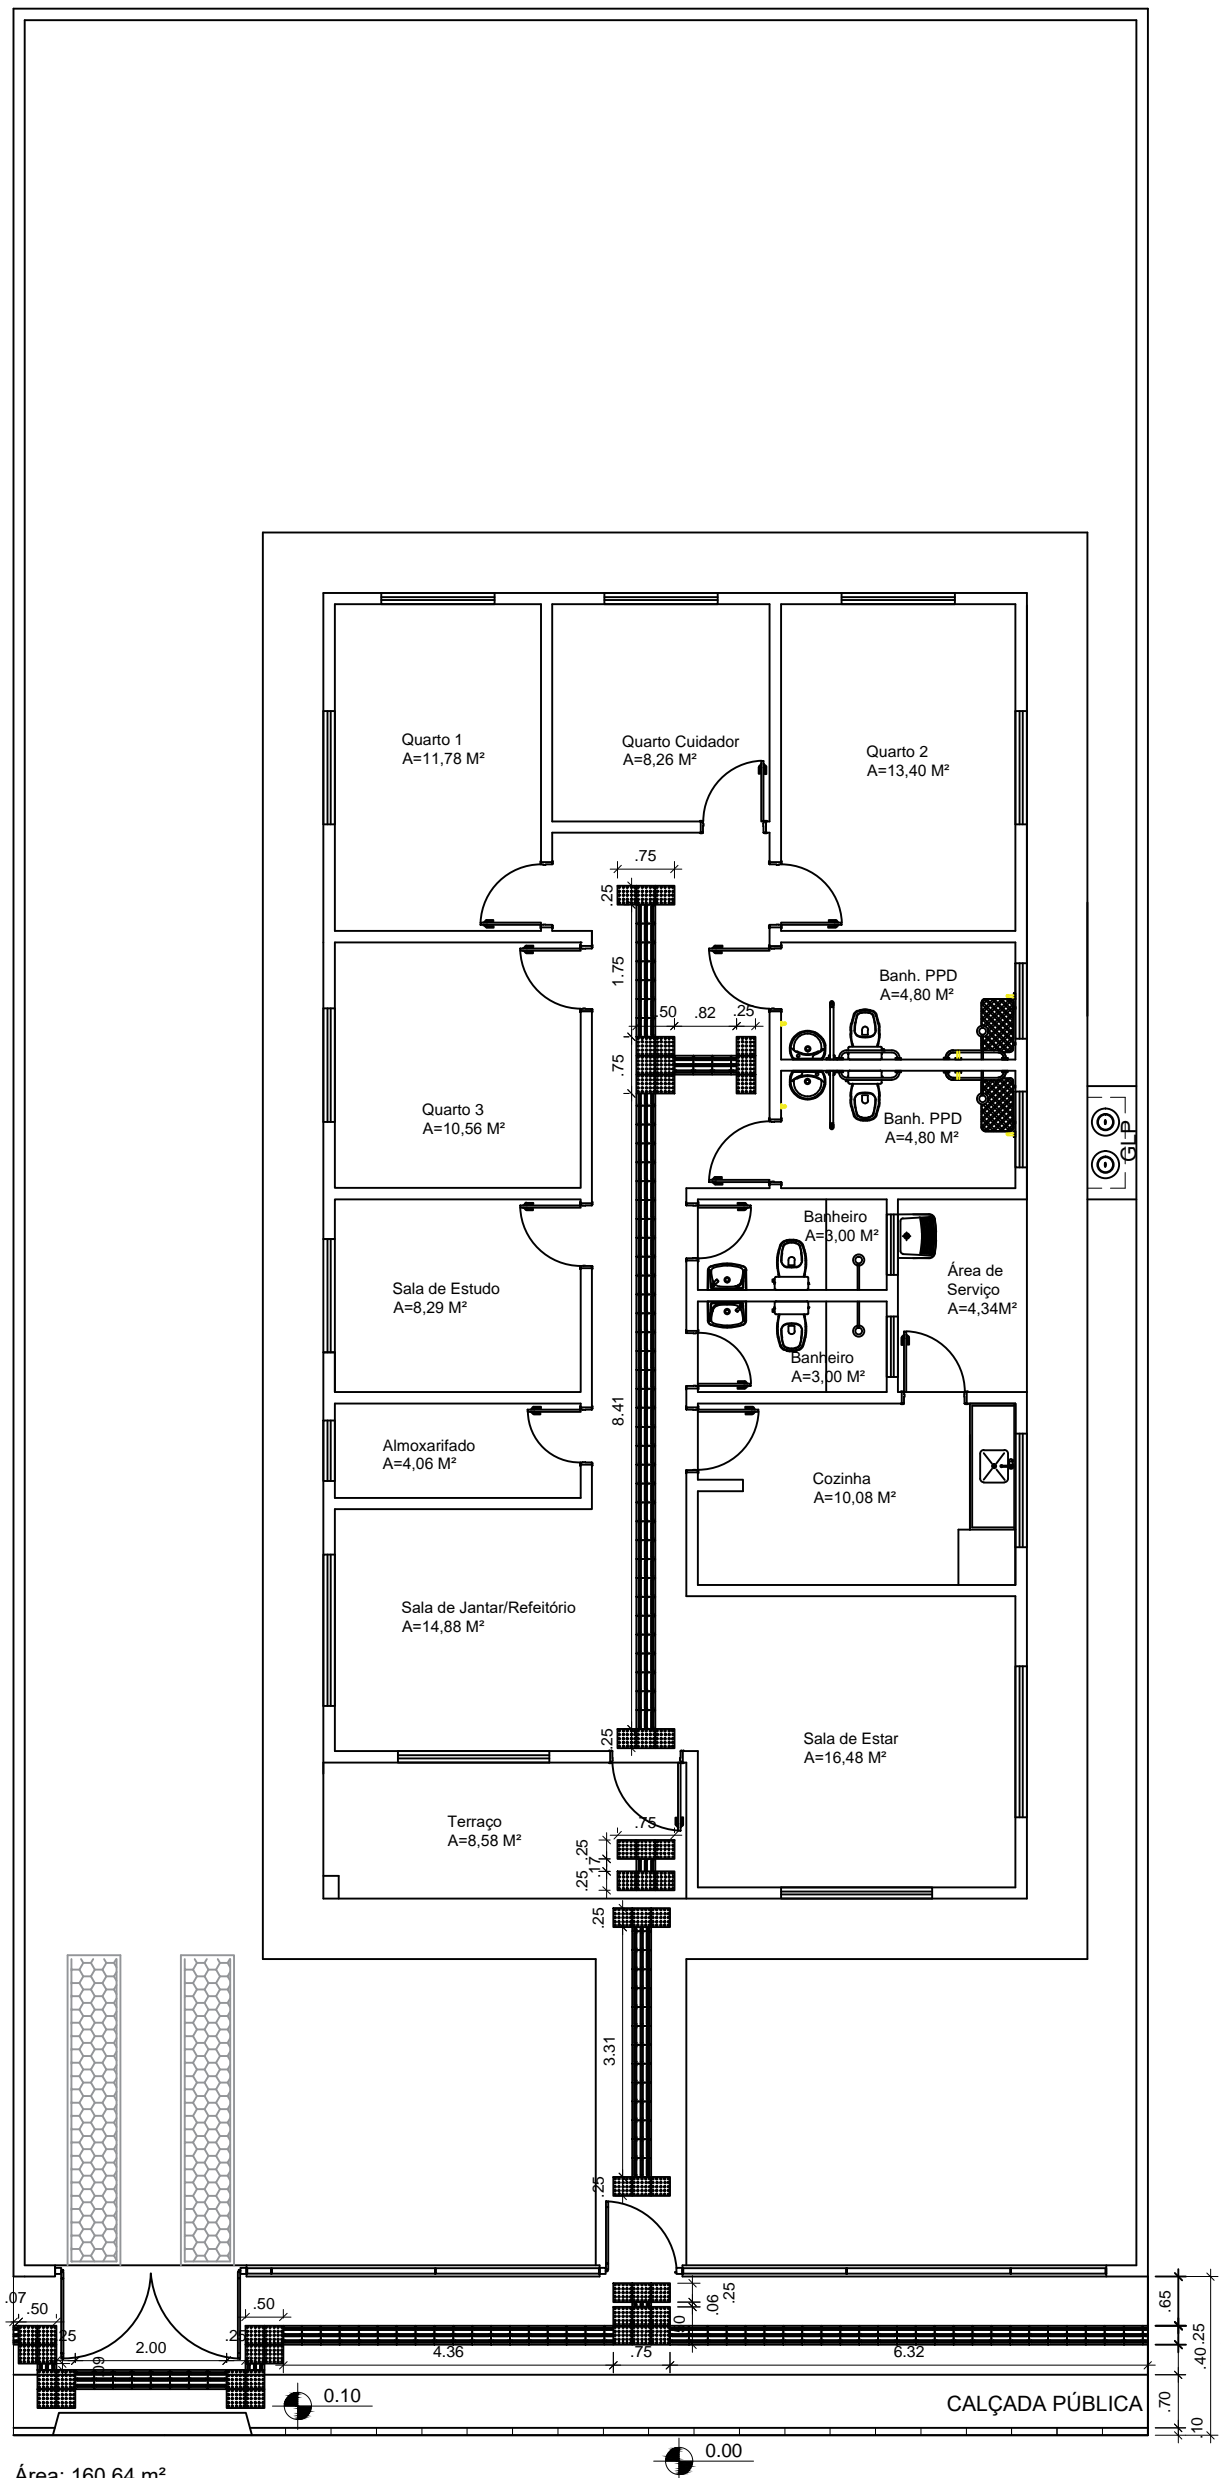 Quarto 1
A=11,78 M²
Quarto Cuidador
A=8,26 M²
Quarto 2
A=13,40 M²
.75
.25
1.75
.50
.82
.25
.75
Banh. PPD
A=4,80 M²
Quarto 3
A=10,56 M²
Banh. PPD
A=4,80 M²
GLP
Banheiro
A=3,00 M²
Sala de Estudo
A=8,29 M²
Área de
Serviço
A=4,34M²
Banheiro
A=3,00 M²
8.41
Almoxarifado
A=4,06 M²
Cozinha
A=10,08 M²
Sala de Jantar/Refeitório
A=14,88 M²
.25
Sala de Estar
A=16,48 M²
Terraço
A=8,58 M²
.75
.25
.17
.25
.25
3.31
.25
.07
.50
.50
.25
.06
.65
.25
2.00
4.36
.75
6.32
.25
.40
.09
0.10
CALÇADA PÚBLICA
.70
.10
0.00
Área: 160,64 m²